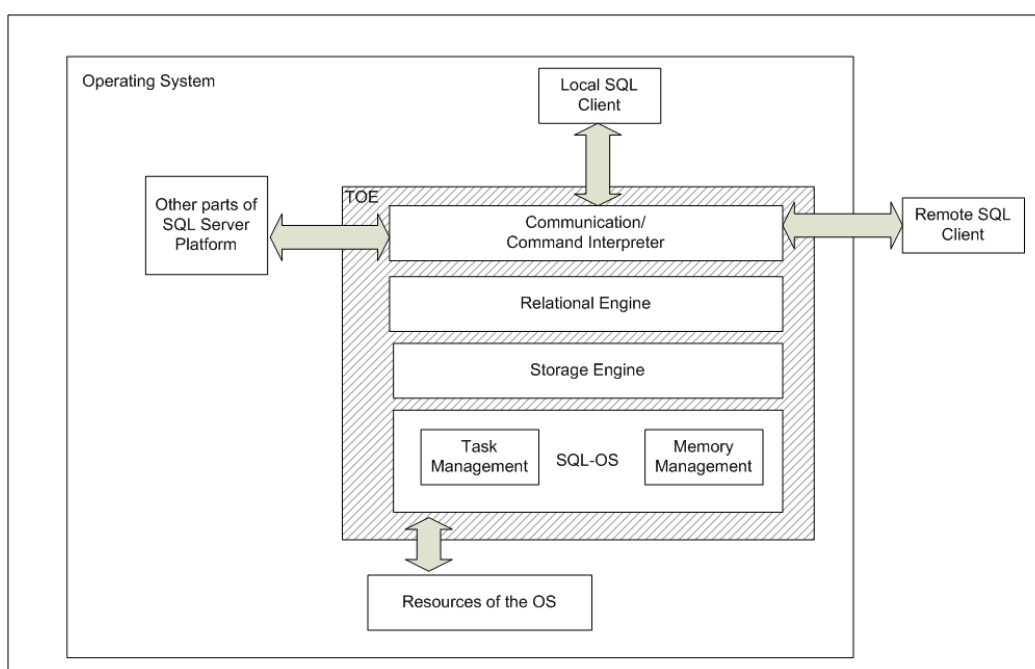 Operating System
Local SQL
Client
TOE
Other parts of
SQL Server
Platform
Communication/
Command Interpreter
Remote SQL
Client
Relational Engine
Storage Engine
Task
Management
SQL-OS
Memory
Management
Resources of the OS